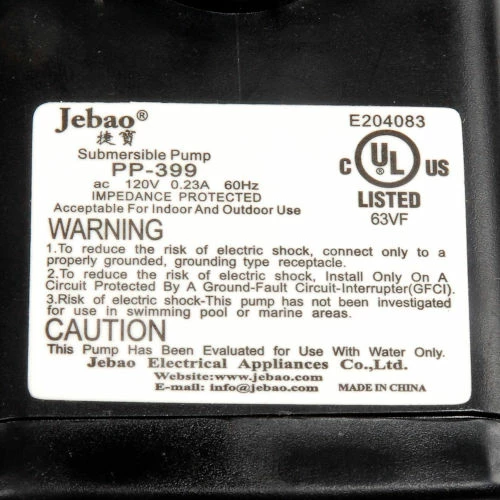 Jebao®
捷寶
Submersible Pump
PP-399
ac 120V 0.23A 60Hz
IMPEDANCE PROTECTED
Acceptable For Indoor And Outdoor Use
E204083
C UL US
®
LISTED
63VF
WARNING
1.To reduce the risk of electric shock, connect only to a
properly grounded, grounding type receptacle.
2.To reduce the risk of electric shock, Install Only On A
Circuit Protected By A Ground-Fault Circuit-Interrupter(GFCI).
3.Risk of electric shock-This pump has not been investigated
for use in swimming pool or marine areas.
CAUTION
This Pump Has Been Evaluated for Use With Water Only.
Jebao Electrical Appliances Co.,Ltd.
Website:www.jebao.com
E-mail: info@jebao.com MADE IN CHINA